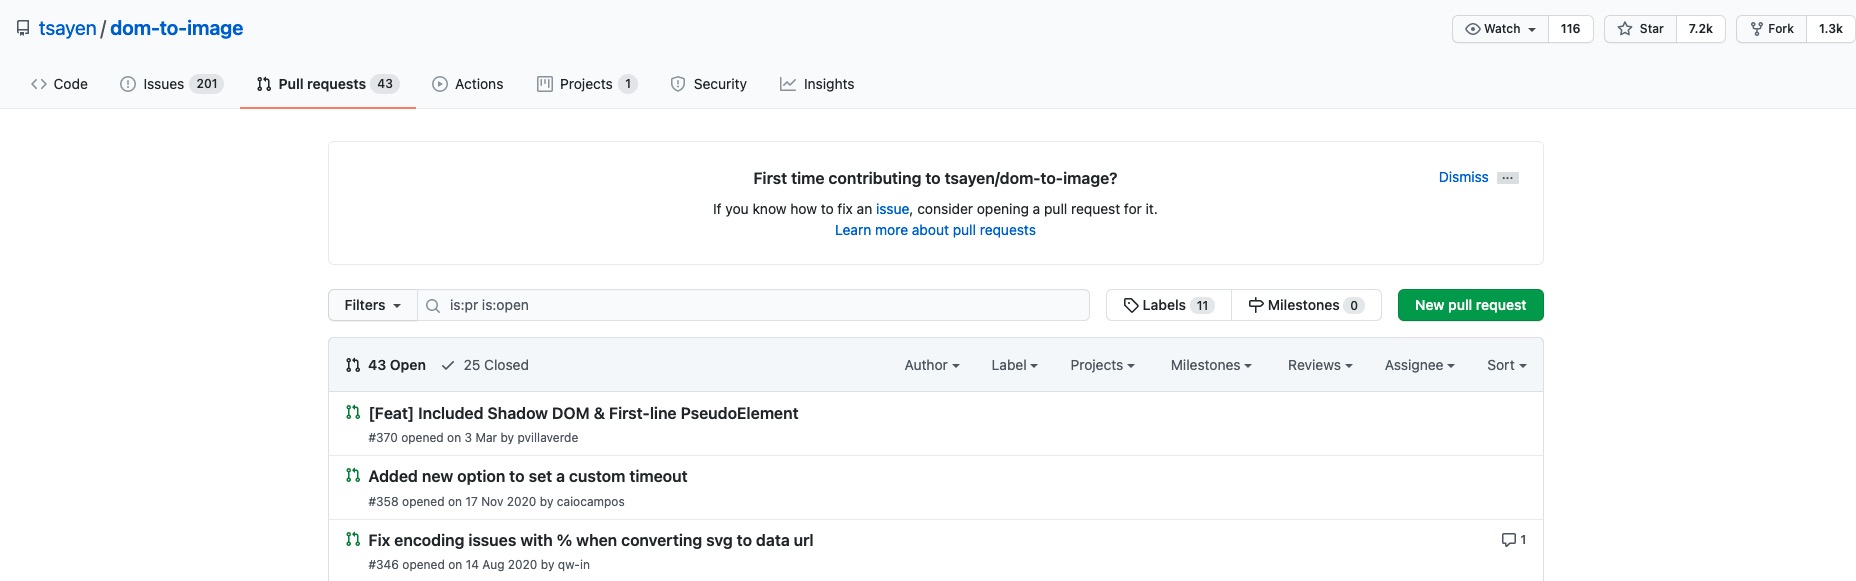 tsayen / dom-to-image
Watch 116 Star 7.2k Fork 1.3k
Code Issues 201 Pull requests 43 Actions Projects 1 Security Insights
First time contributing to tsayen/dom-to-image?
Dismiss ...
If you know how to fix an issue, consider opening a pull request for it.
Learn more about pull requests
Filters is:pr is:open Labels 11 Milestones 0 New pull request
43 Open 25 Closed Author Label Projects Milestones Reviews Assignee Sort
[Feat] Included Shadow DOM & First-line PseudoElement
#370 opened on 3 Mar by pvillaverde
Added new option to set a custom timeout
#358 opened on 17 Nov 2020 by caiocampos
Fix encoding issues with % when converting svg to data url 1
#346 opened on 14 Aug 2020 by qw-in